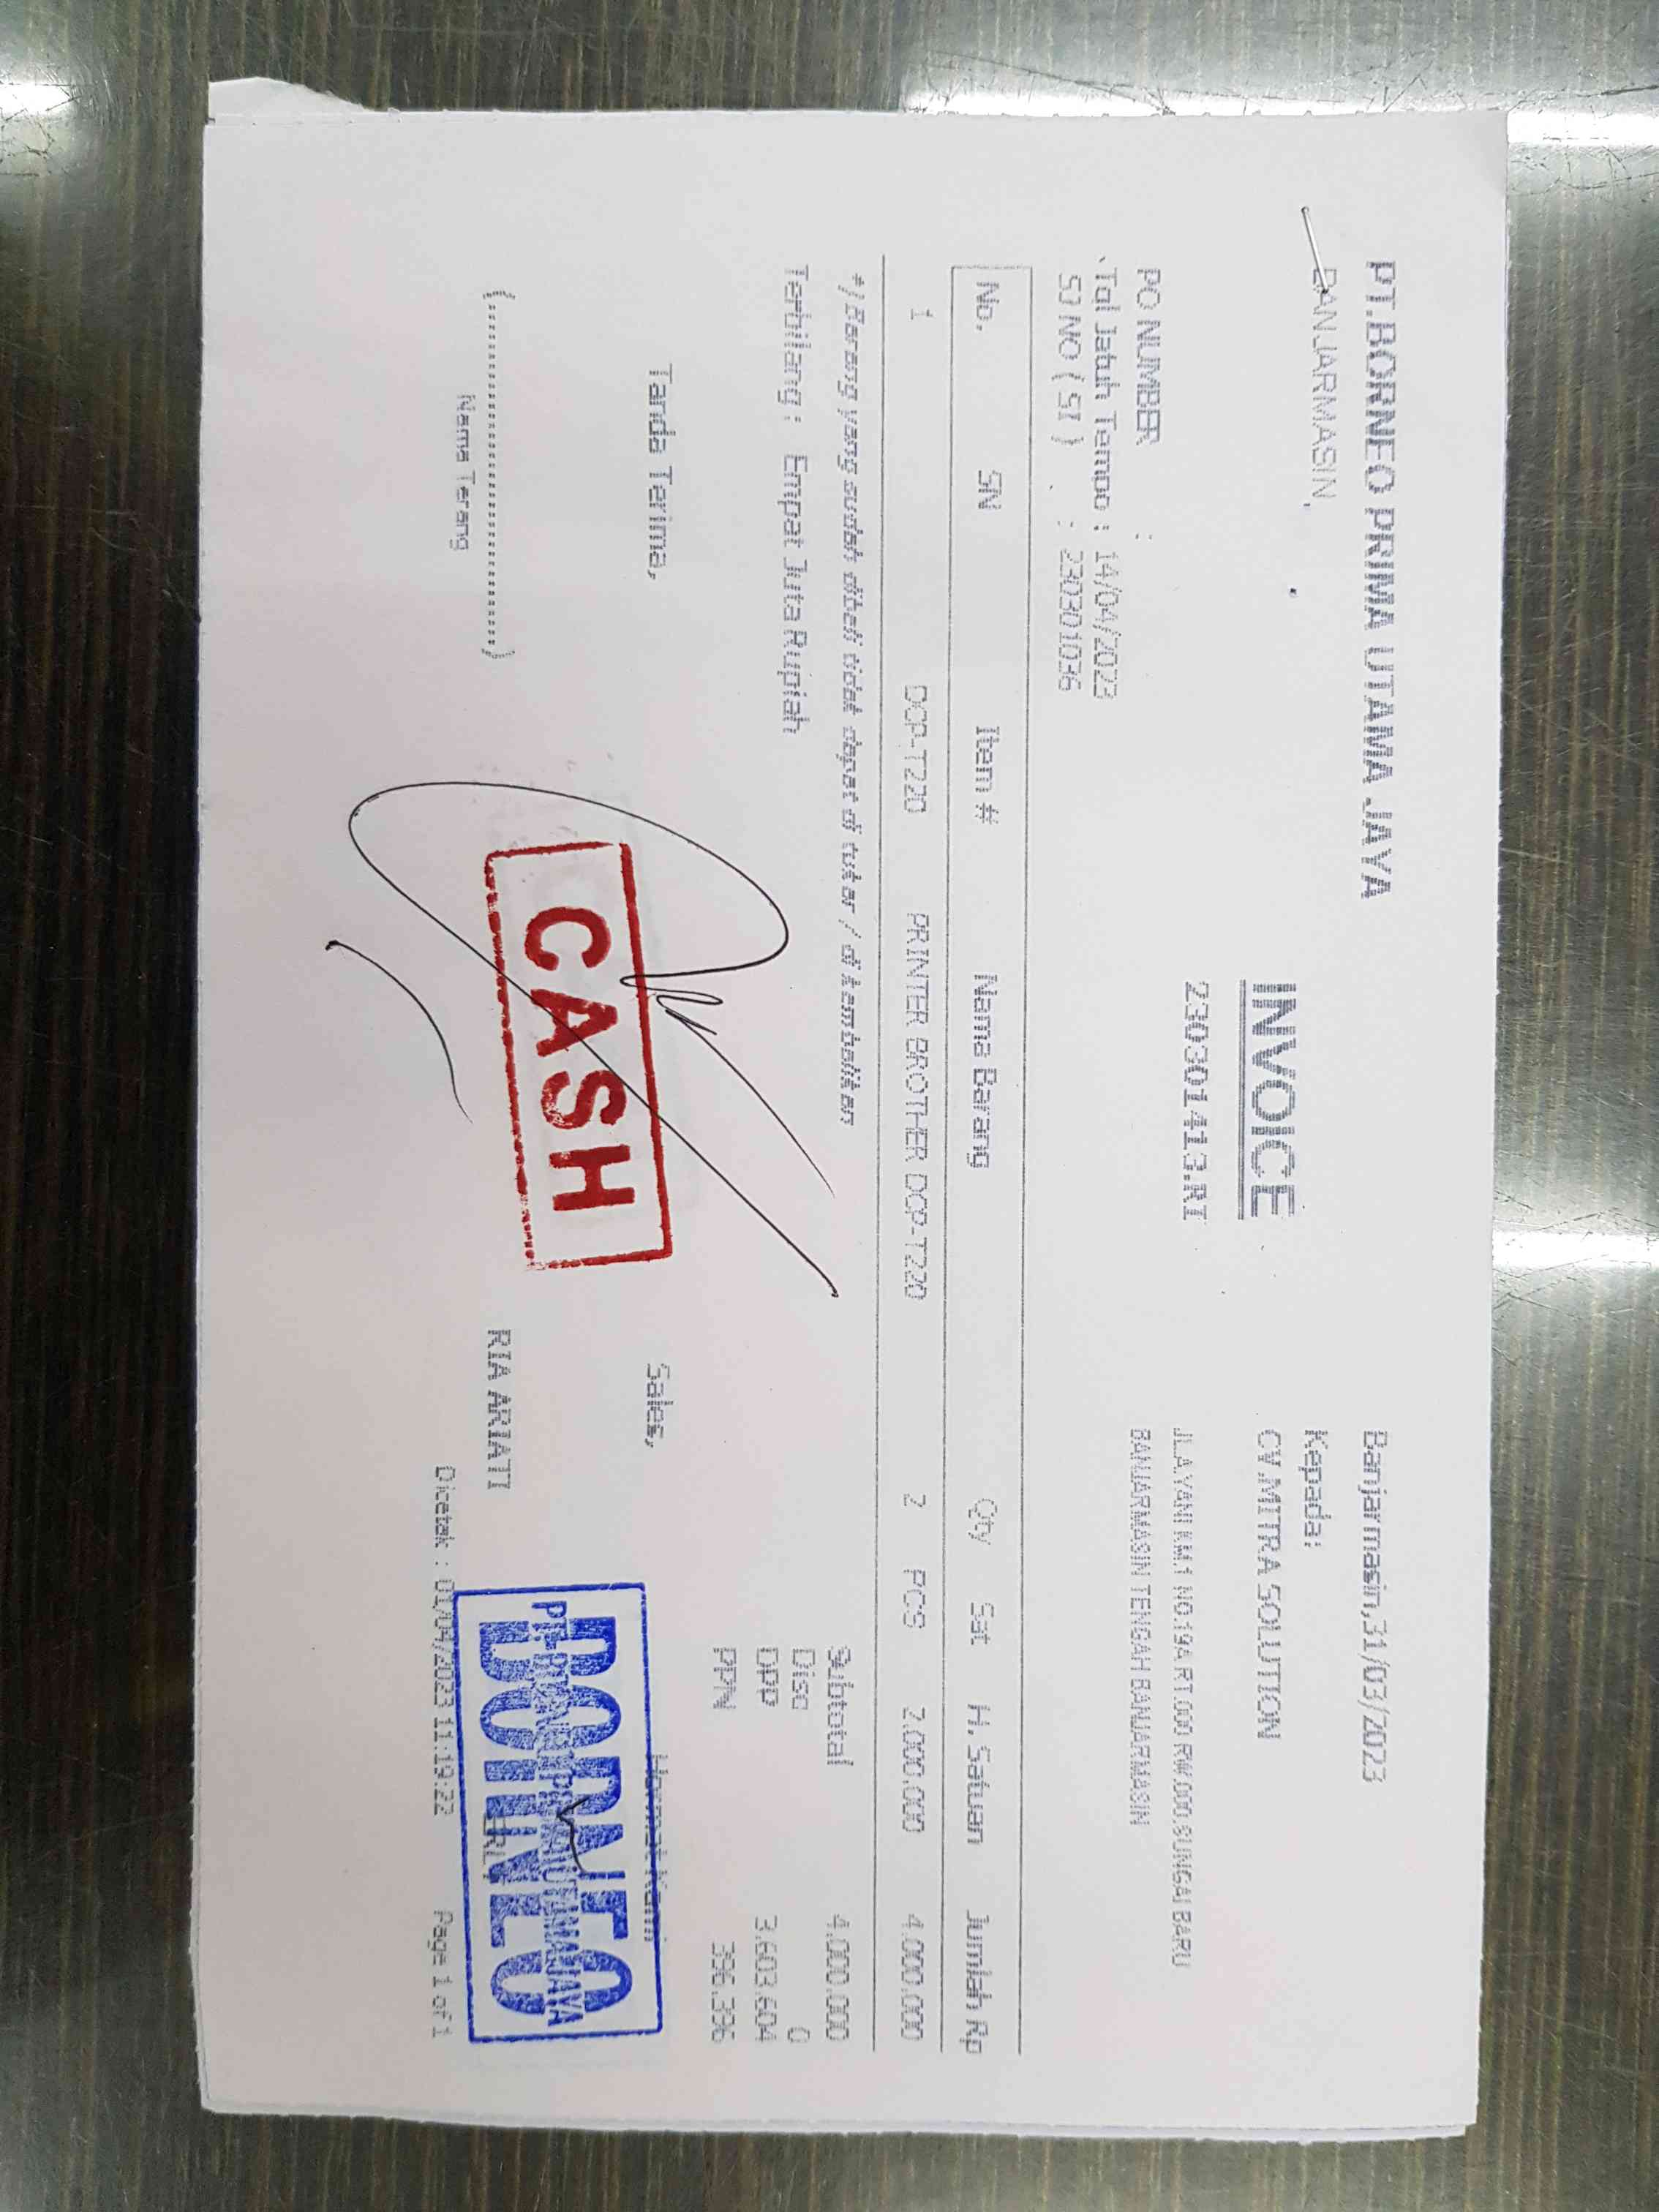 PT.BORNEO PRIMA UTAMA JAYA
BANJARMASIN,
Banjarmasin,31/03/2023
Kepada:
CV.MITRA SOLUTION
JL.A.YANI KM.1 NO.19A RT.000 RW.000.SUNGAI BARU
BANJARMASIN TENGAH BANJARMASIN
INVOICE
230301413.NI
PO NUMBER :
Tgl Jatuh Tempo : 14/04/2023
SO NO ( SI ) : 230301036
No. SN Item # Nama Barang Qty Sat H. Satuan Jumlah Rp
1 DCP-T220 PRINTER BROTHER DCP-T220 2 PCS 2.000.000 4.000.000
*/ Barang yang sudah dibeli tidak dapat di tukar / di kembalikan
Subtotal 4.000.000
Terbilang : Empat Juta Rupiah
Disc 0
DPP 3.603.604
PPN 396.396
Tanda Terima,
Sales,
Hormat Kami
CASH
BORNEO
PT. BORNEO PRIMA UTAMA JAYA
(..............................)
Nama Terang
RIA ARIATI
Dicetak : 01/04/2023 11:19:22
Page 1 of 1